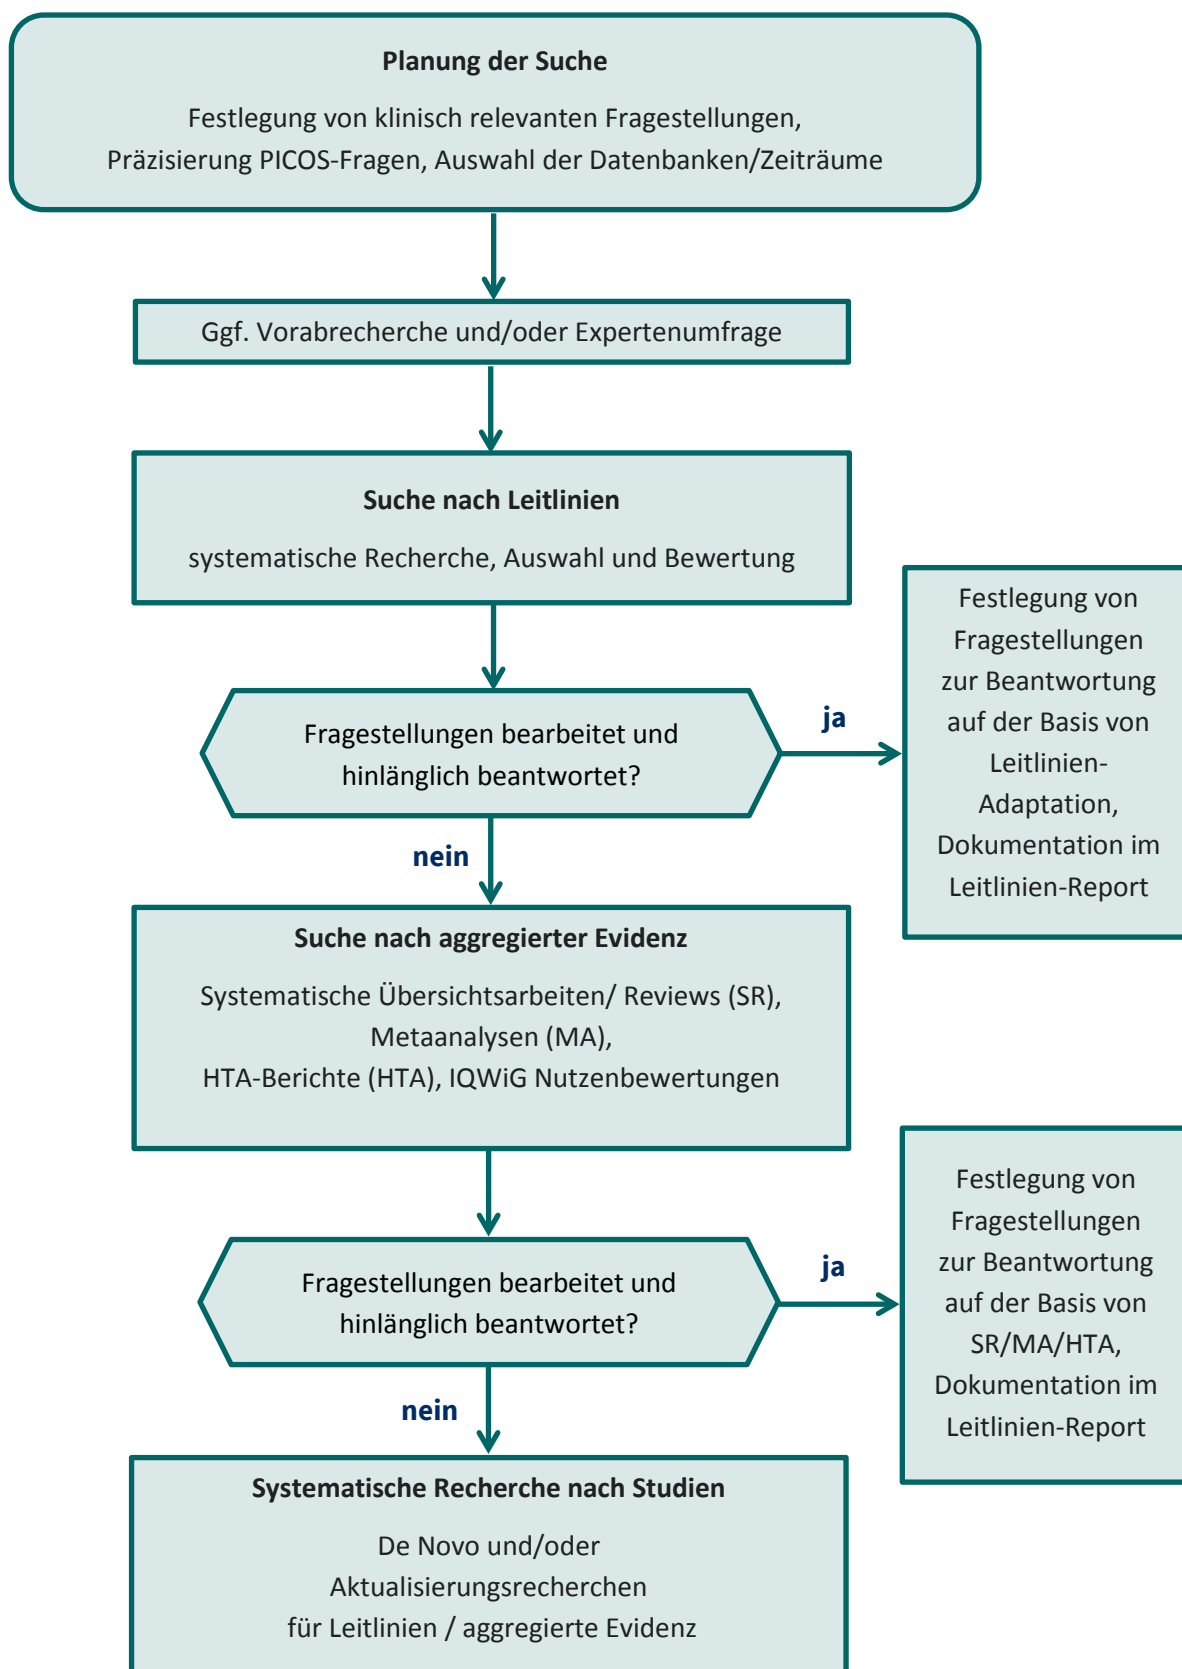 Planung der Suche
Festlegung von klinisch relevanten Fragestellungen,
Präzisierung PICOS-Fragen, Auswahl der Datenbanken/Zeiträume
Ggf. Vorabrecherche und/oder Expertenumfrage
Suche nach Leitlinien
systematische Recherche, Auswahl und Bewertung
Fragestellungen bearbeitet und
hinlänglich beantwortet?
ja
Festlegung von
Fragestellungen
zur Beantwortung
auf der Basis von
Leitlinien-
Adaptation,
Dokumentation im
Leitlinien-Report
nein
Suche nach aggregierter Evidenz
Systematische Übersichtsarbeiten/ Reviews (SR),
Metaanalysen (MA),
HTA-Berichte (HTA), IQWiG Nutzenbewertungen
Fragestellungen bearbeitet und
hinlänglich beantwortet?
ja
Festlegung von
Fragestellungen
zur Beantwortung
auf der Basis von
SR/MA/HTA,
Dokumentation im
Leitlinien-Report
nein
Systematische Recherche nach Studien
De Novo und/oder
Aktualisierungsrecherchen
für Leitlinien / aggregierte Evidenz